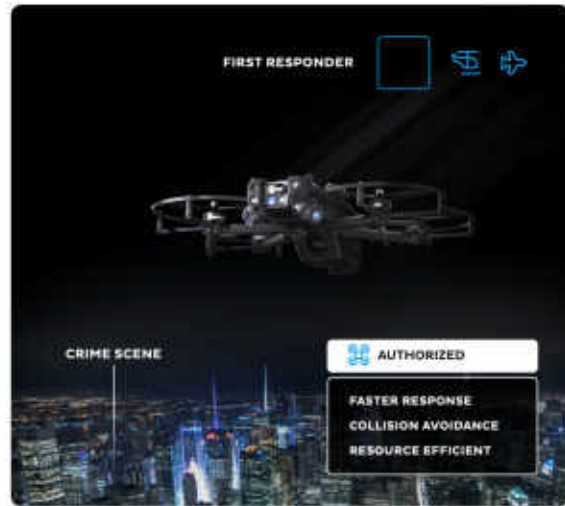 FIRST RESPONDER
CRIME SCENE
AUTHORIZED
FASTER RESPONSE
COLLISION AVOIDANCE
RESOURCE EFFICIENT